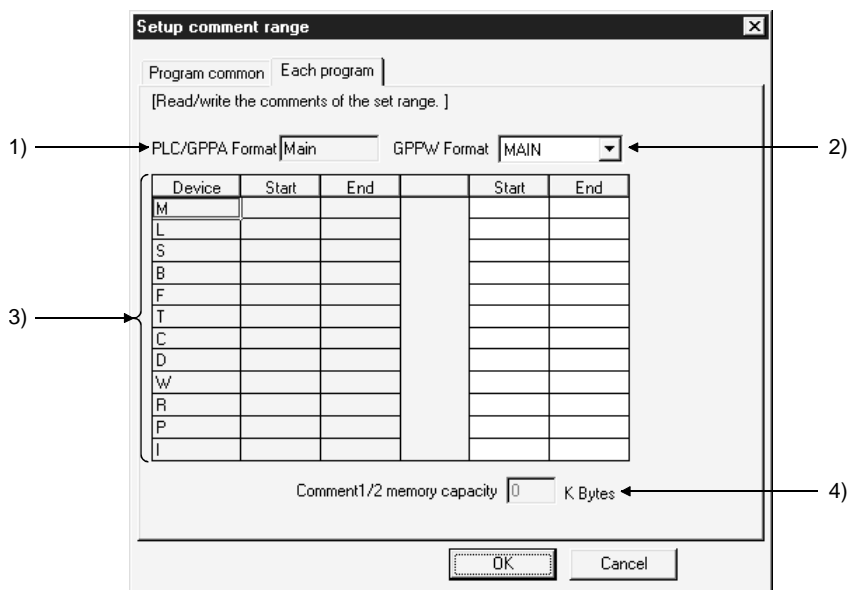 Setup comment range
Program common Each program
[Read/write the comments of the set range. ]
1) PLC/GPPA Format Main GPPW Format MAIN 2)
Device Start End Start End
M
L
S
B
F
3) T
C
D
W
R
P
I
Comment1/2 memory capacity 0 K Bytes 4)
OK Cancel